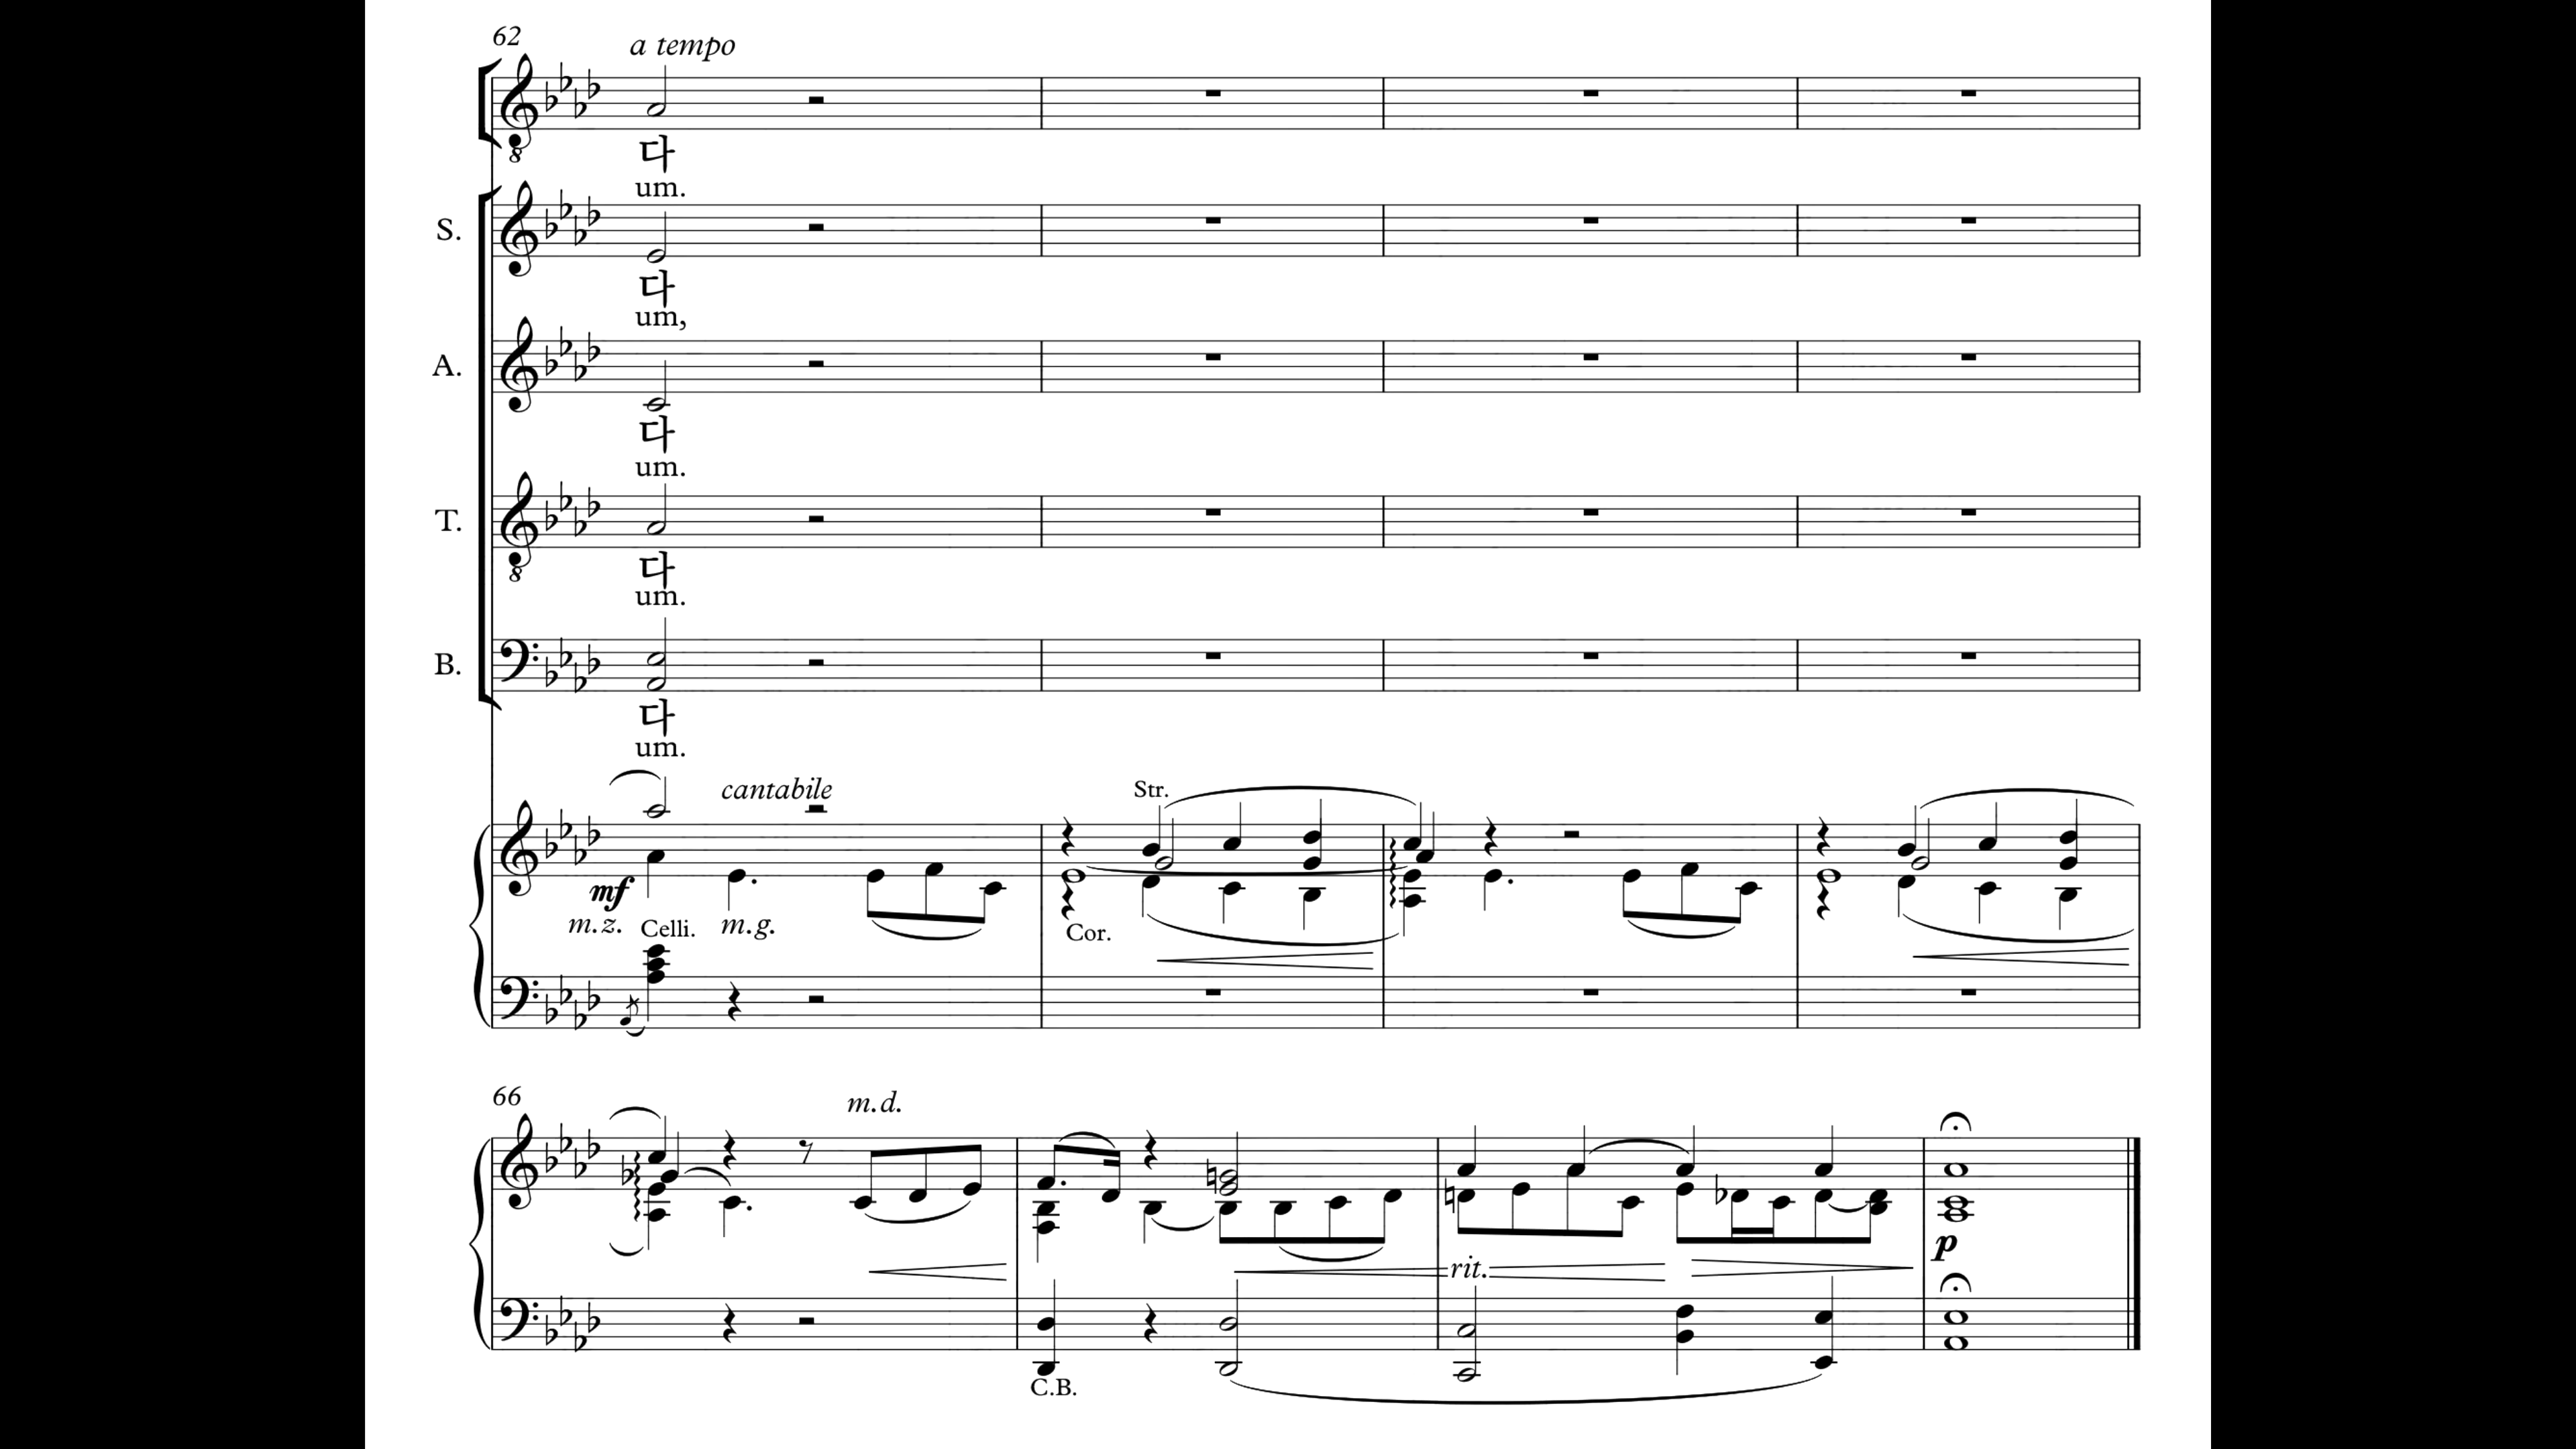 62
a tempo
다
um.
S.
다
um,
A.
다
um.
T.
다
um.
B.
다
um.
cantabile
Str.
mf
m.z. Celli. m.g.
Cor.
66
m.d.
rit.
p
C.B.